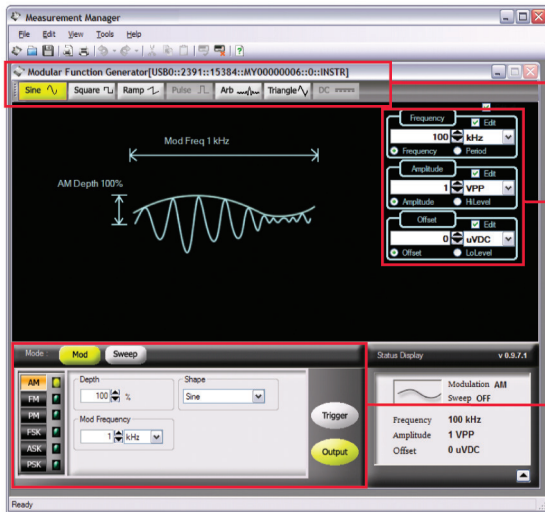 Measurement Manager
File Edit View Tools Help
Modular Function Generator[USB0::2391::15384::MY00000006::0::INSTR]
Sine Square Ramp Pulse Arb Triangle DC
Frequency
Edit
100 kHz
Frequency Period
Mod Freq 1 kHz
Amplitude
Edit
AM Depth 100%
1 VPP
Amplitude HiLevel
Offset
Edit
0 uVDC
Offset LoLevel
Mode : Mod Sweep
Status Display v 0.9.7.1
AM
FM
PM
FSK
ASK
PSK
Depth
100 %
Shape
Sine
Mod Frequency
1 kHz
Trigger
Output
Modulation AM
Sweep OFF
Frequency 100 kHz
Amplitude 1 VPP
Offset 0 uVDC
Ready